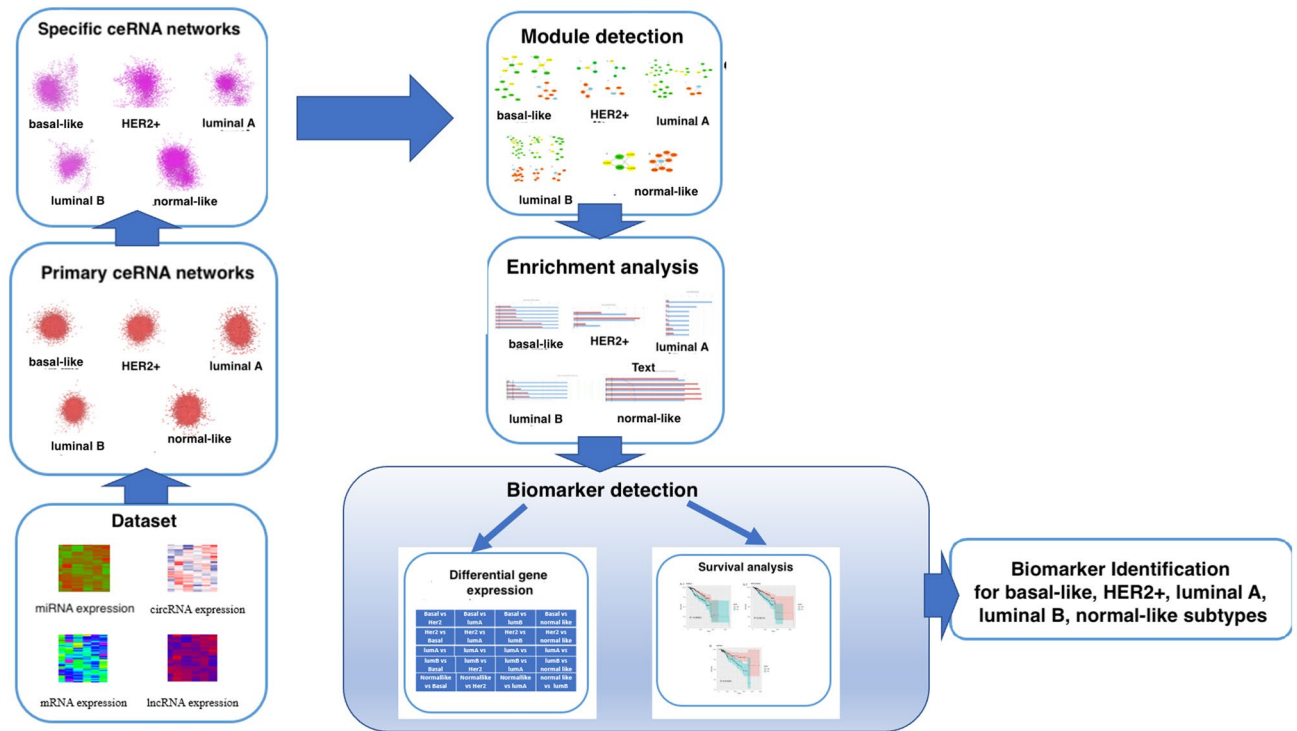 Specific ceRNA networks
basal-like
HER2+
luminal A
luminal B
normal-like
Primary ceRNA networks
basal-like
HER2+
luminal A
luminal B
normal-like
Dataset
miRNA expression
circRNA expression
mRNA expression
lncRNA expression
Module detection
basal-like
HER2+
luminal A
luminal B
normal-like
Enrichment analysis
basal-like
HER2+
luminal A
Text
luminal B
normal-like
Biomarker detection
Differential gene
expression
Basal vs Basal vs Basal vs Basal vs
Her2 lumA lumB normal like
Her2 vs Her2 vs Her2 vs Her2 vs
Basal lumA lumB normal like
lumA vs lumA vs lumA vs lumA vs
lumB vs lumB vs lumB vs lumB vs
Basal Her2 lumA normal like
Normallike Normallike Normallike normal like
vs Basal vs Her2 vs lumA vs lumB
Survival analysis
Biomarker Identification
for basal-like, HER2+, luminal A,
luminal B, normal-like subtypes